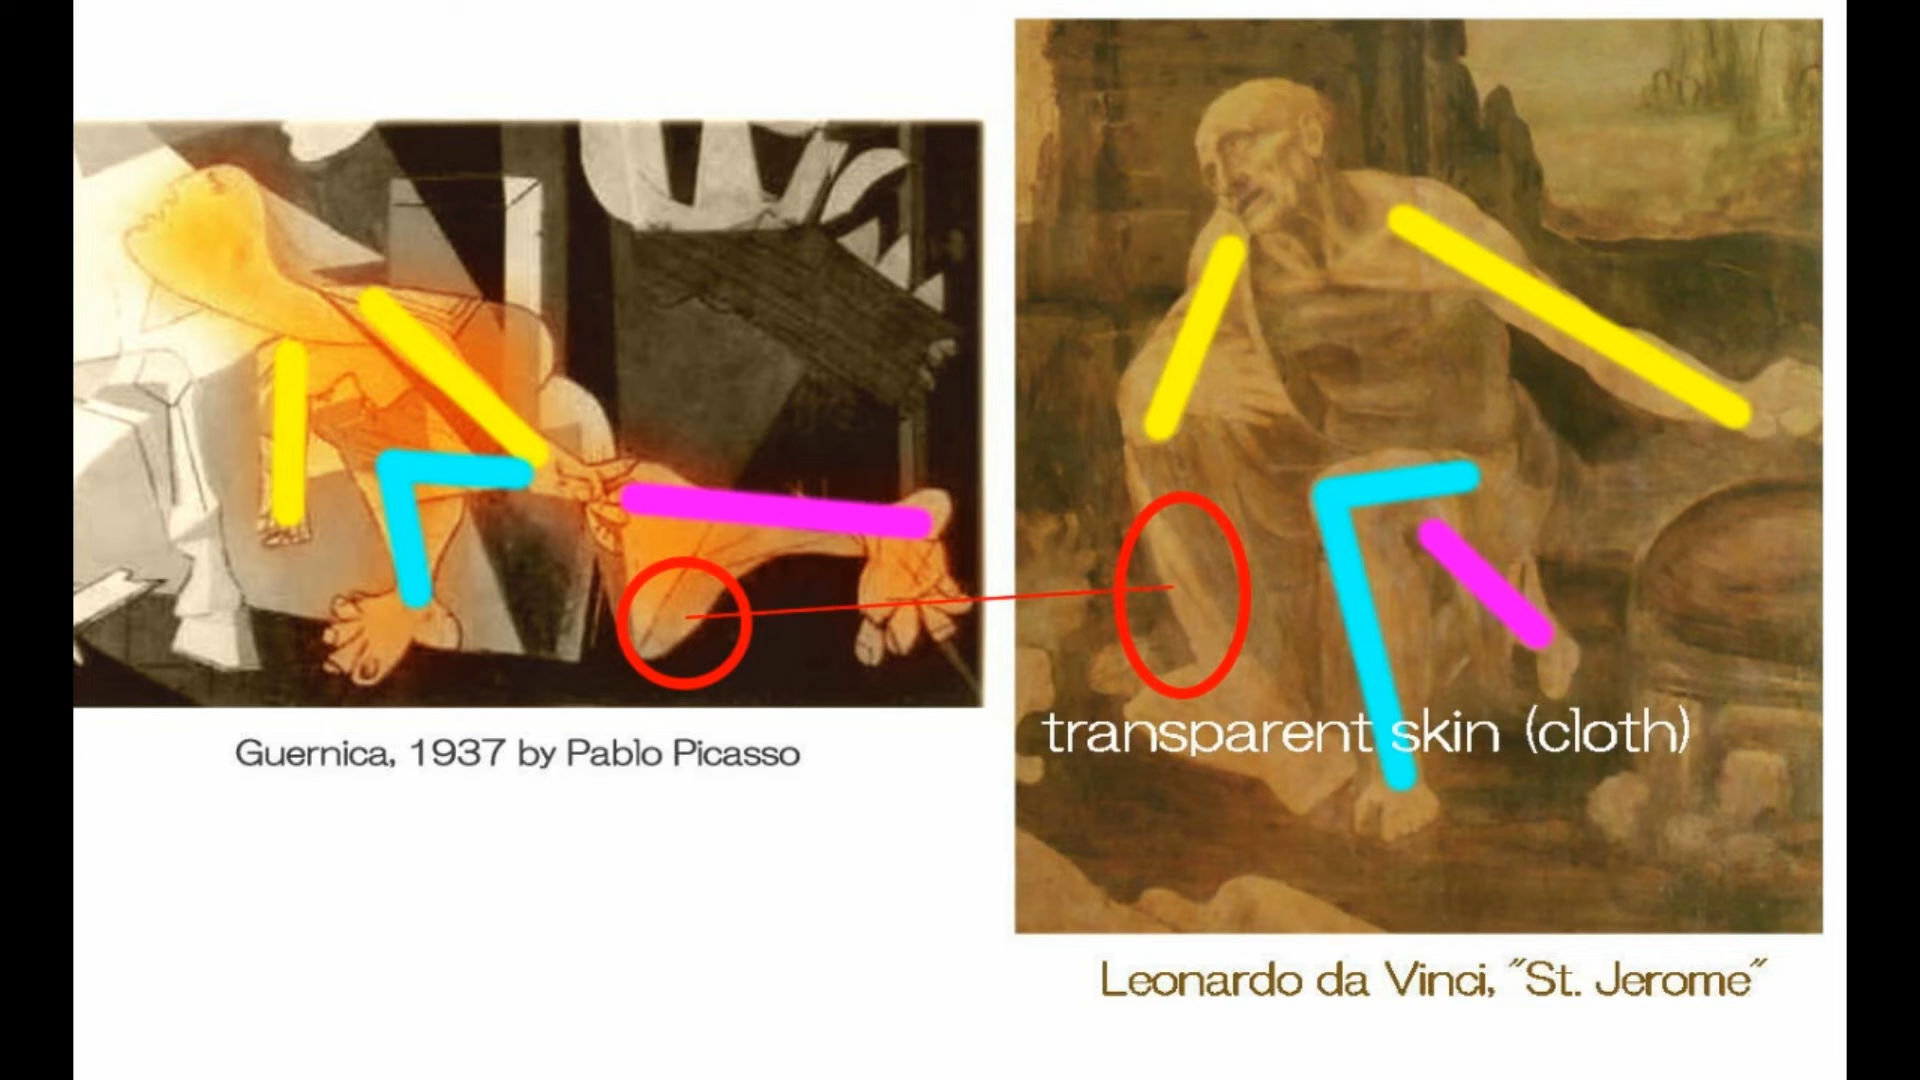 Guernica, 1937 by Pablo Picasso
transparent skin (cloth)
Leonardo da Vinci, "St. Jerome"